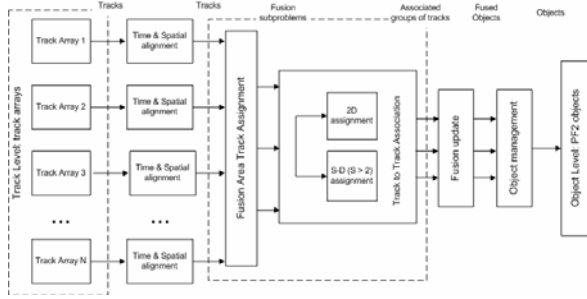 Tracks
Tracks
Fusion
subproblems
Associated
groups of tracks
Fused
Objects
Objects
Track Level: track arrays
Track Array 1
Time & Spatial
alignment
Track Array 2
Time & Spatial
alignment
Track Array 3
Time & Spatial
alignment
• • •
• • •
Track Array N
Time & Spatial
alignment
Fusion Area Track Assignment
2D
assignment
S-D (S > 2)
assignment
Track to Track Association
Fusion update
Object management
Object Level: PF2 objects